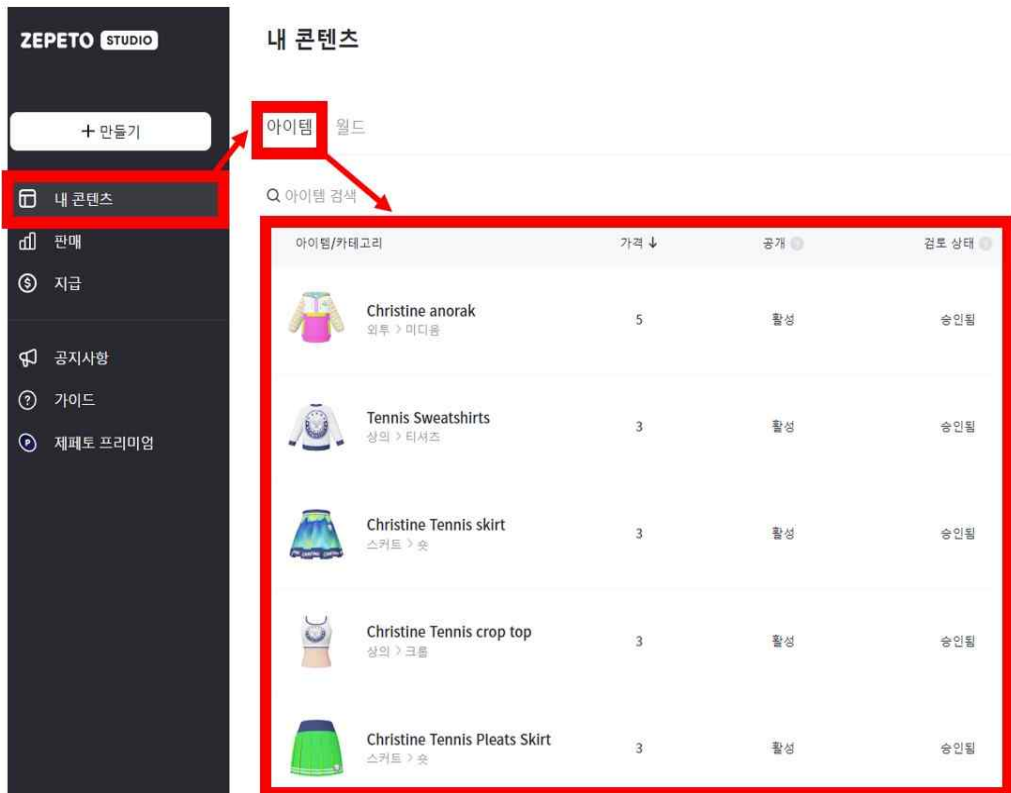 ZEPETO STUDIO
+ 만들기
내 콘텐츠
판매
지급
공지사항
가이드
제페토 프리미엄
내 콘텐츠
아이템 월드
아이템 검색
아이템/카테고리 가격 ↓ 공개 ? 검토 상태 ?
Christine anorak
외투 > 미디움
5 활성 승인됨
Tennis Sweatshirts
상의 > 티셔츠
3 활성 승인됨
Christine Tennis skirt
스커트 > 숏
3 활성 승인됨
Christine Tennis crop top
상의 > 크롭
3 활성 승인됨
Christine Tennis Pleats Skirt
스커트 > 숏
3 활성 승인됨